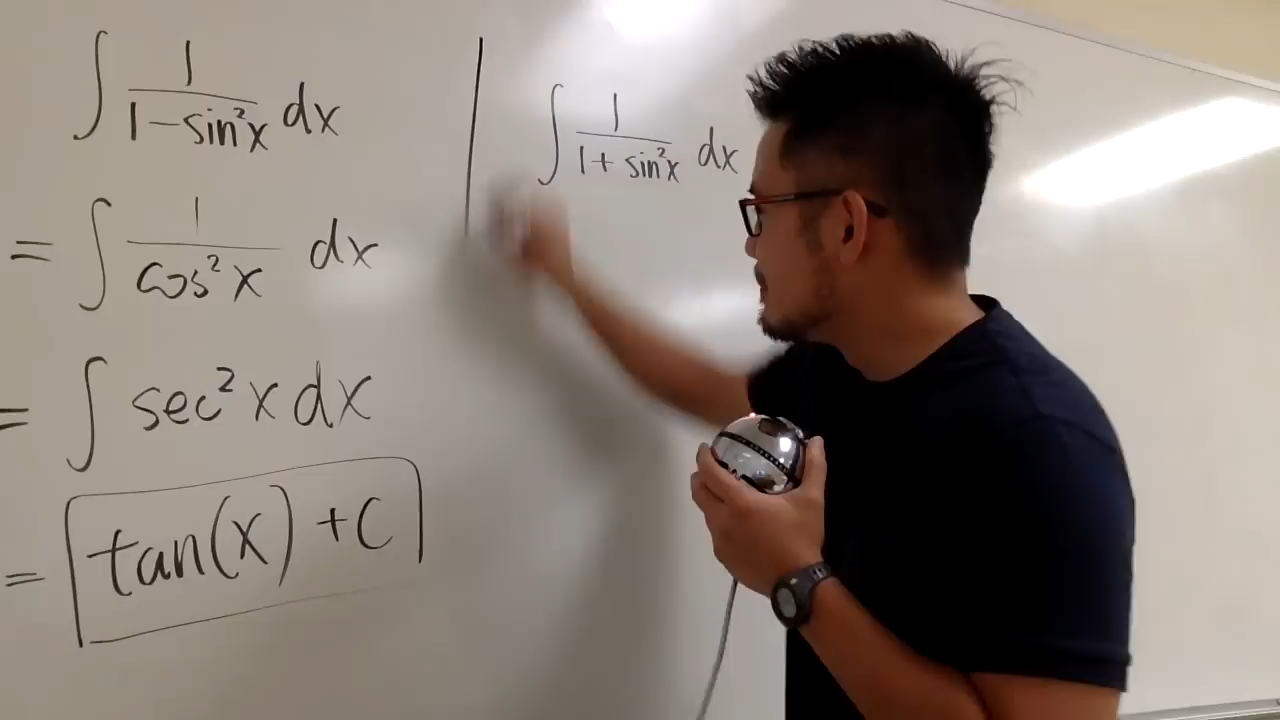 ∫ 1/(1-sin²x) dx
= ∫ 1/(cos²x) dx
= ∫ sec²x dx
= tan(x) + C
∫ 1/(1+ sin²x) dx